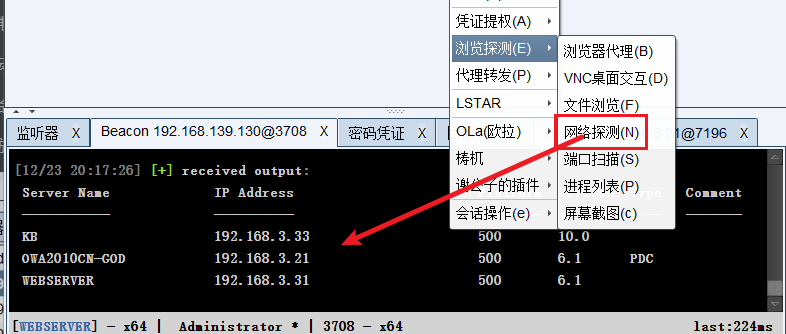 凭证提权(A)
浏览探测(E)
代理转发(P)
LSTAR
OLa(欧拉)
梼杌
谢公子的插件
会话操作(e)
浏览器代理(B)
VNC桌面交互(D)
文件浏览(F)
网络探测(N)
端口扫描(S)
进程列表(P)
屏幕截图(c)
监听器 X
Beacon 192.168.139.130@3708 X
密码凭证 X
3.21@7196 X
[12/23 20:17:26] [+] received output:
Server Name IP Address Type Comment
KB 192.168.3.33 500 10.0
OWA2010CN-GOD 192.168.3.21 500 6.1 PDC
WEBSERVER 192.168.3.31 500 6.1
[WEBSERVER] - x64 | Administrator * | 3708 - x64 last:224ms